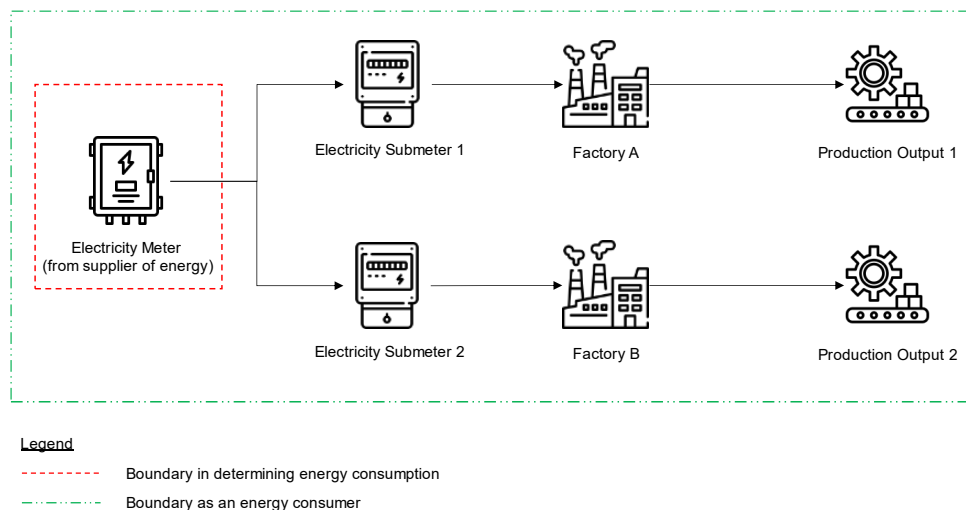 Electricity Submeter 1
Factory A
Production Output 1
Electricity Meter
(from supplier of energy)
Electricity Submeter 2
Factory B
Production Output 2
Legend
Boundary in determining energy consumption
Boundary as an energy consumer